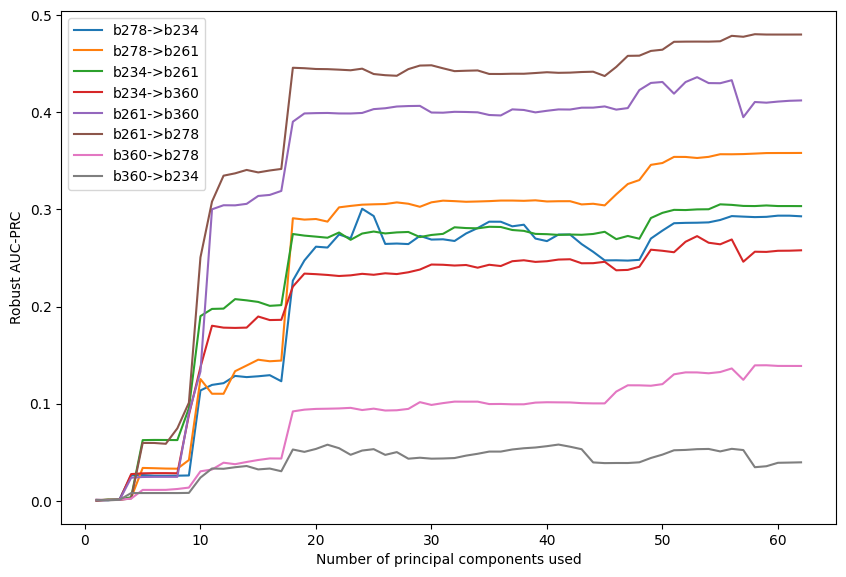 b278->b234
b278->b261
b234->b261
b234->b360
b261->b360
b261->b278
b360->b278
b360->b234
0.5
0.4
0.3
0.2
0.1
0.0
Robust AUC-PRC
0 10 20 30 40 50 60
Number of principal components used